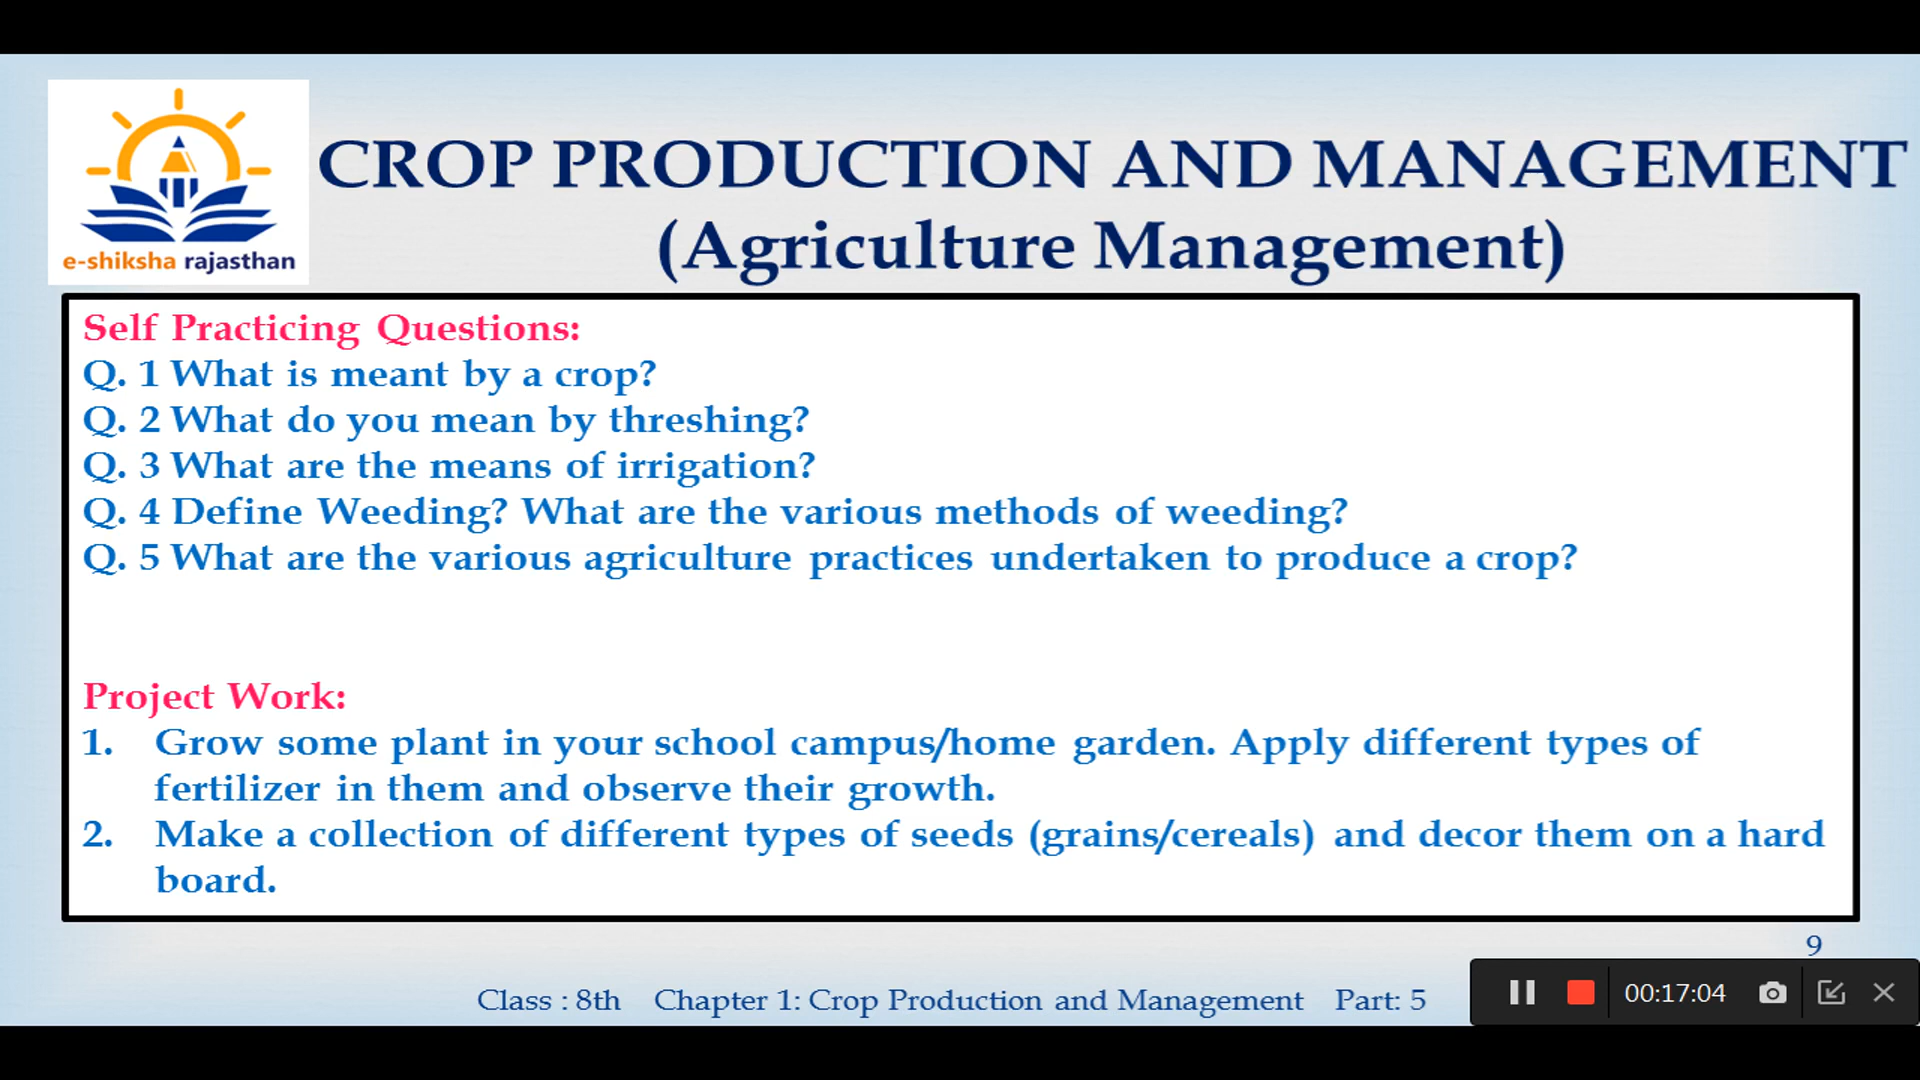 e-shiksha rajasthan
CROP PRODUCTION AND MANAGEMENT
(Agriculture Management)
Self Practicing Questions:
Q. 1 What is meant by a crop?
Q. 2 What do you mean by threshing?
Q. 3 What are the means of irrigation?
Q. 4 Define Weeding? What are the various methods of weeding?
Q. 5 What are the various agriculture practices undertaken to produce a crop?
Project Work:
1. Grow some plant in your school campus/home garden. Apply different types of
fertilizer in them and observe their growth.
2. Make a collection of different types of seeds (grains/cereals) and decor them on a hard
board.
9
Class : 8th Chapter 1: Crop Production and Management Part: 5
00:17:04